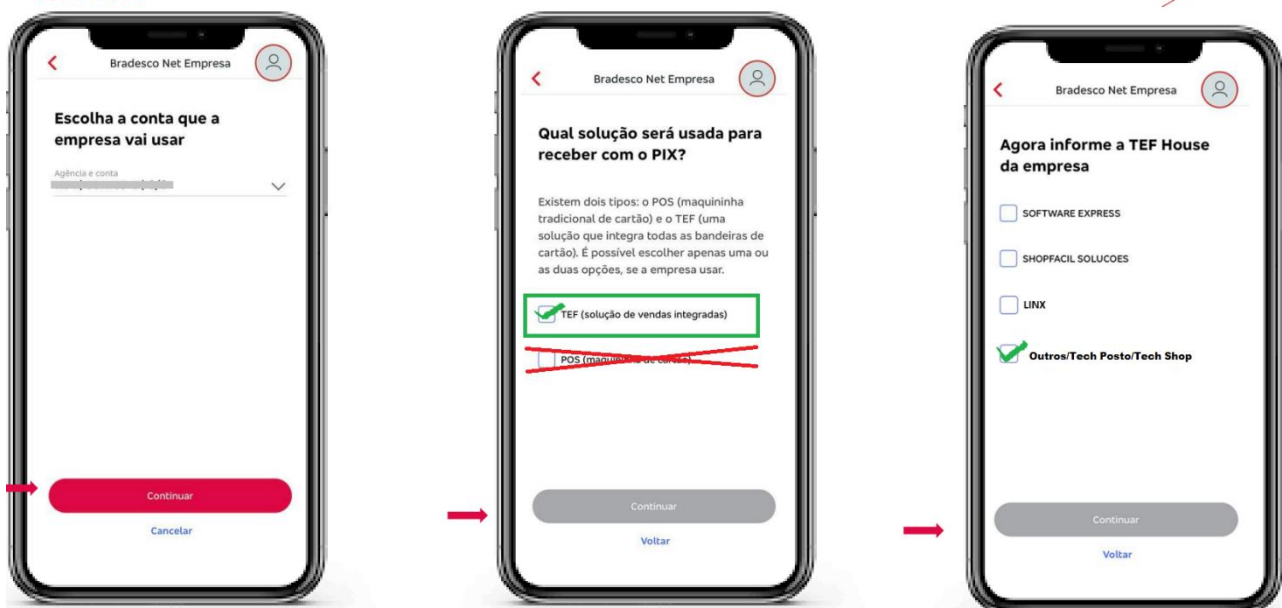 Bradesco Net Empresa
Escolha a conta que a
empresa vai usar
Agência e conta
Continuar
Cancelar
Bradesco Net Empresa
Qual solução será usada para
receber com o PIX?
Existem dois tipos: o POS (maquininha
tradicional de cartão) e o TEF (uma
solução que integra todas as bandeiras de
cartão). É possível escolher apenas uma ou
as duas opções, se a empresa usar.
TEF (solução de vendas integradas)
POS (maquininha de cartão)
Continuar
Voltar
Bradesco Net Empresa
Agora informe a TEF House
da empresa
SOFTWARE EXPRESS
SHOPFACIL SOLUCOES
LINX
Outros/Tech Posto/Tech Shop
Continuar
Voltar